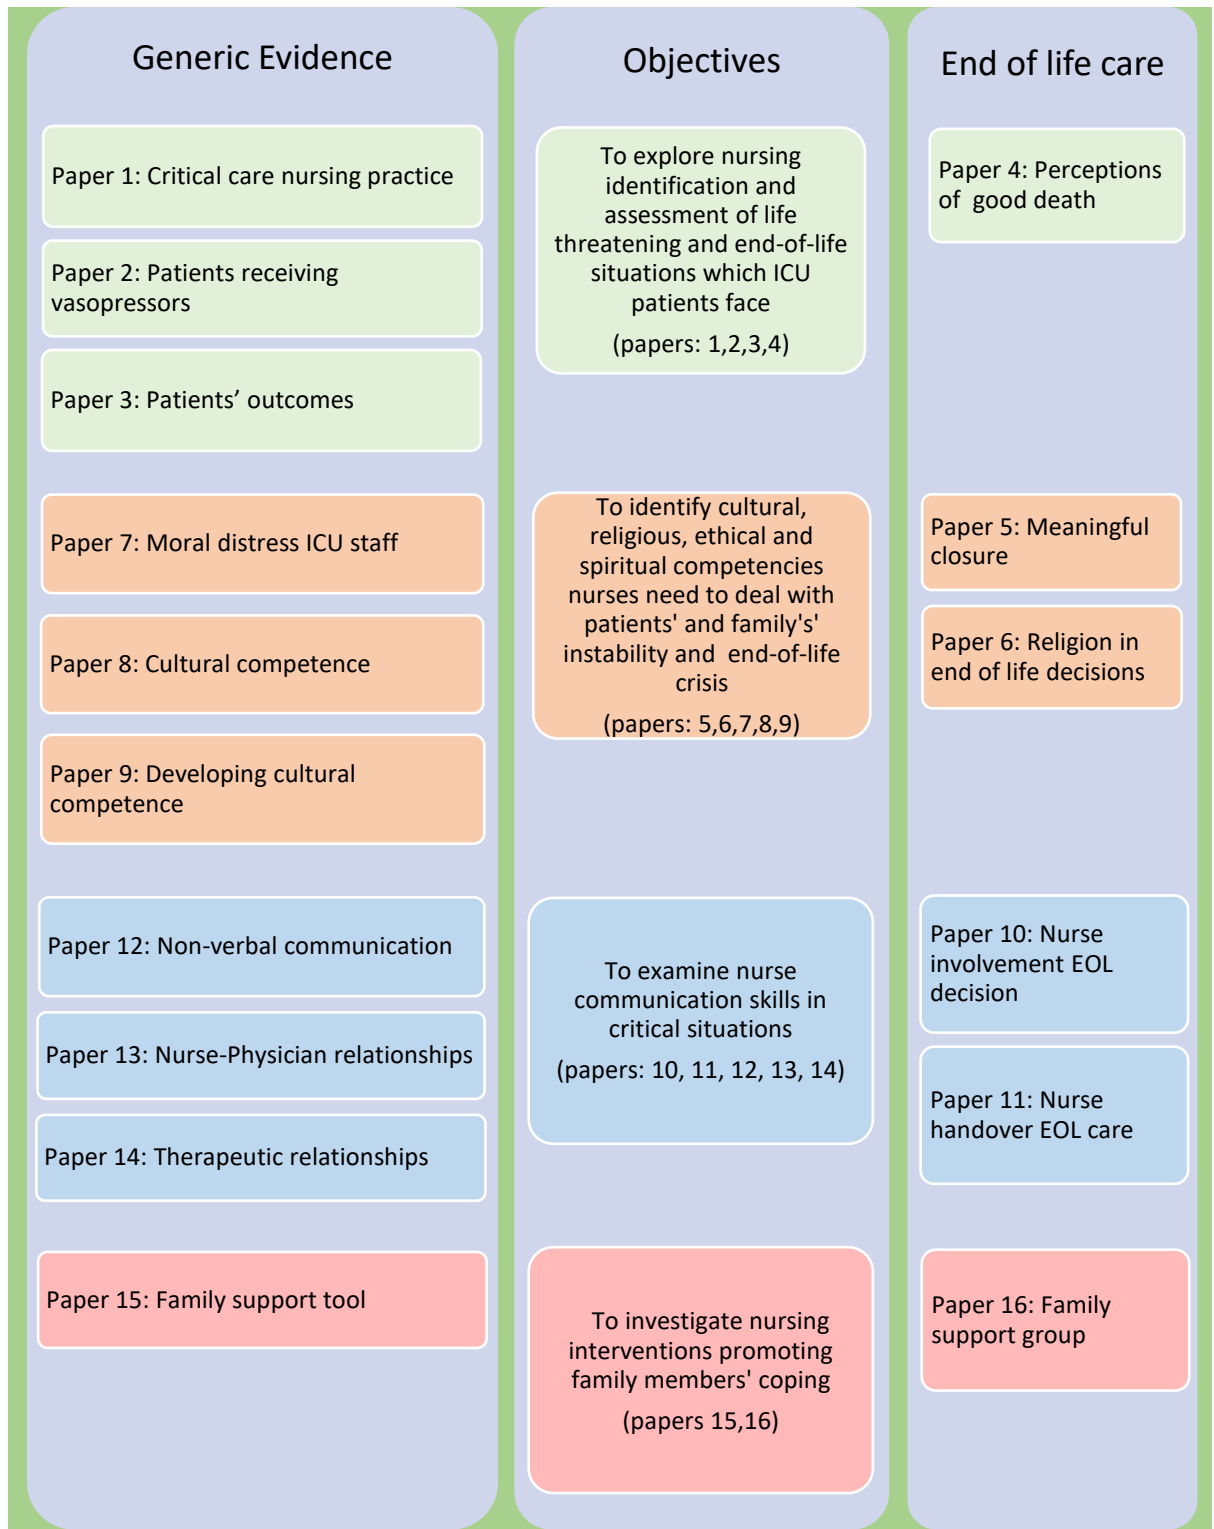 Generic Evidence
Paper 1: Critical care nursing practice
Paper 2: Patients receiving
vasopressors
Paper 3: Patients’ outcomes
Paper 7: Moral distress ICU staff
Paper 8: Cultural competence
Paper 9: Developing cultural
competence
Paper 12: Non-verbal communication
Paper 13: Nurse-Physician relationships
Paper 14: Therapeutic relationships
Paper 15: Family support tool
Objectives
To explore nursing
identification and
assessment of life
threatening and end-of-life
situations which ICU
patients face
(papers: 1,2,3,4)
To identify cultural,
religious, ethical and
spiritual competencies
nurses need to deal with
patients' and family's'
instability and end-of-life
crisis
(papers: 5,6,7,8,9)
To examine nurse
communication skills in
critical situations
(papers: 10, 11, 12, 13, 14)
To investigate nursing
interventions promoting
family members' coping
(papers 15,16)
End of life care
Paper 4: Perceptions
of good death
Paper 5: Meaningful
closure
Paper 6: Religion in
end of life decisions
Paper 10: Nurse
involvement EOL
decision
Paper 11: Nurse
handover EOL care
Paper 16: Family
support group